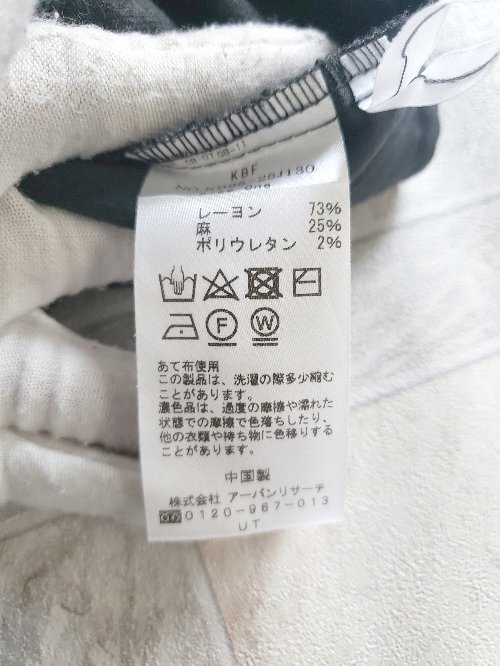 KBF
レーヨン 73%
麻 25%
ポリウレタン 2%
F W
あて布使用
この製品は、洗濯の際多少縮む
ことがあります。
濃色品は、過度の摩擦や濡れた
状態での摩擦で色落ちしたり、
他の衣類や持ち物に色移りする
ことがあります。
中国製
株式会社 アーバンリサーチ
0120-967-013
UT